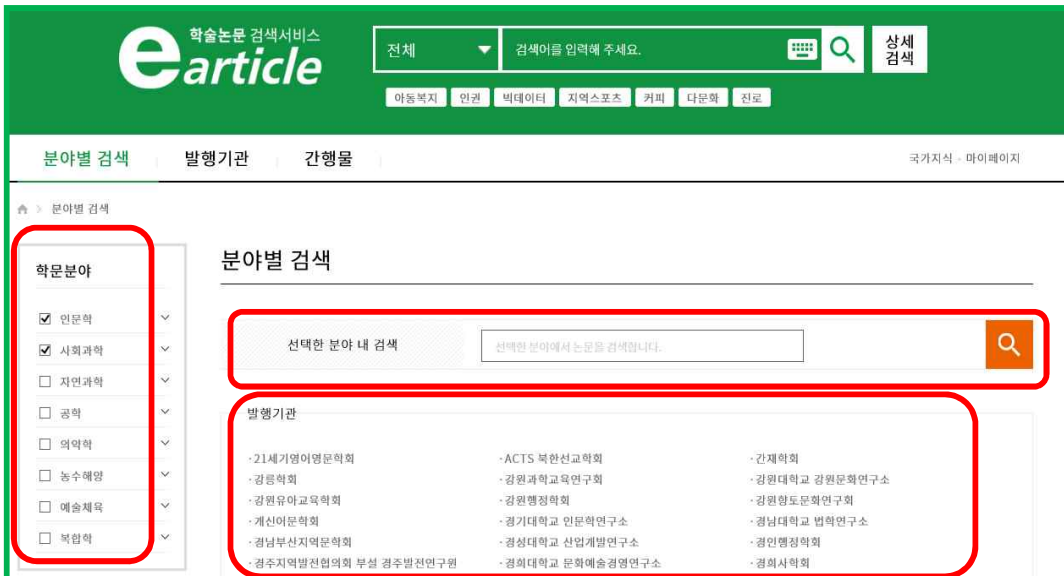 학술논문 검색서비스
earticle
전체
검색어를 입력해 주세요.
상세
검색
아동복지 인권 빅데이터 지역스포츠 커피 다문화 진로
분야별 검색 발행기관 간행물
국가지식 마이페이지
분야별 검색
학문분야
인문학
사회과학
자연과학
공학
의약학
농수해양
예술체육
복합학
분야별 검색
선택한 분야 내 검색
선택한 분야에서 논문을 검색합니다.
발행기관
·21세기영어영문학회 ·ACTS 북한선교학회 ·간재학회
·강릉학회 ·강원과학교육연구회 ·강원대학교 강원문화연구소
·강원유아교육학회 ·강원행정학회 ·강원향토문화연구회
·개신어문학회 ·경기대학교 인문학연구소 ·경남대학교 법학연구소
·경남부산지역문학회 ·경성대학교 산업개발연구소 ·경인행정학회
·경주지역발전협의회 부설 경주발전연구원 ·경희대학교 문화예술경영연구소 ·경희사학회